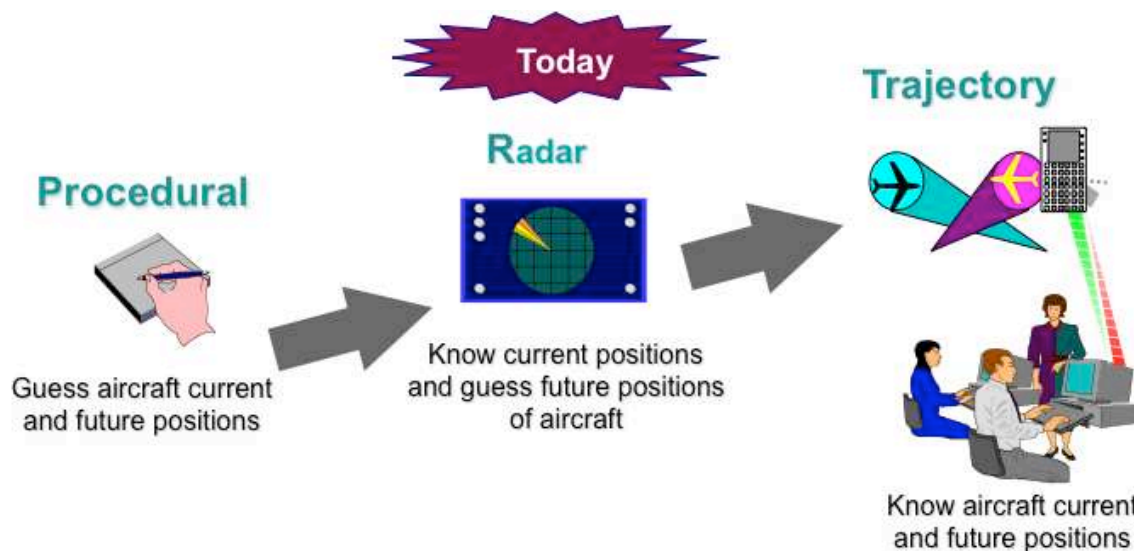 Today
Procedural
Guess aircraft current
and future positions
Radar
Know current positions
and guess future positions
of aircraft
Trajectory
Know aircraft current
and future positions